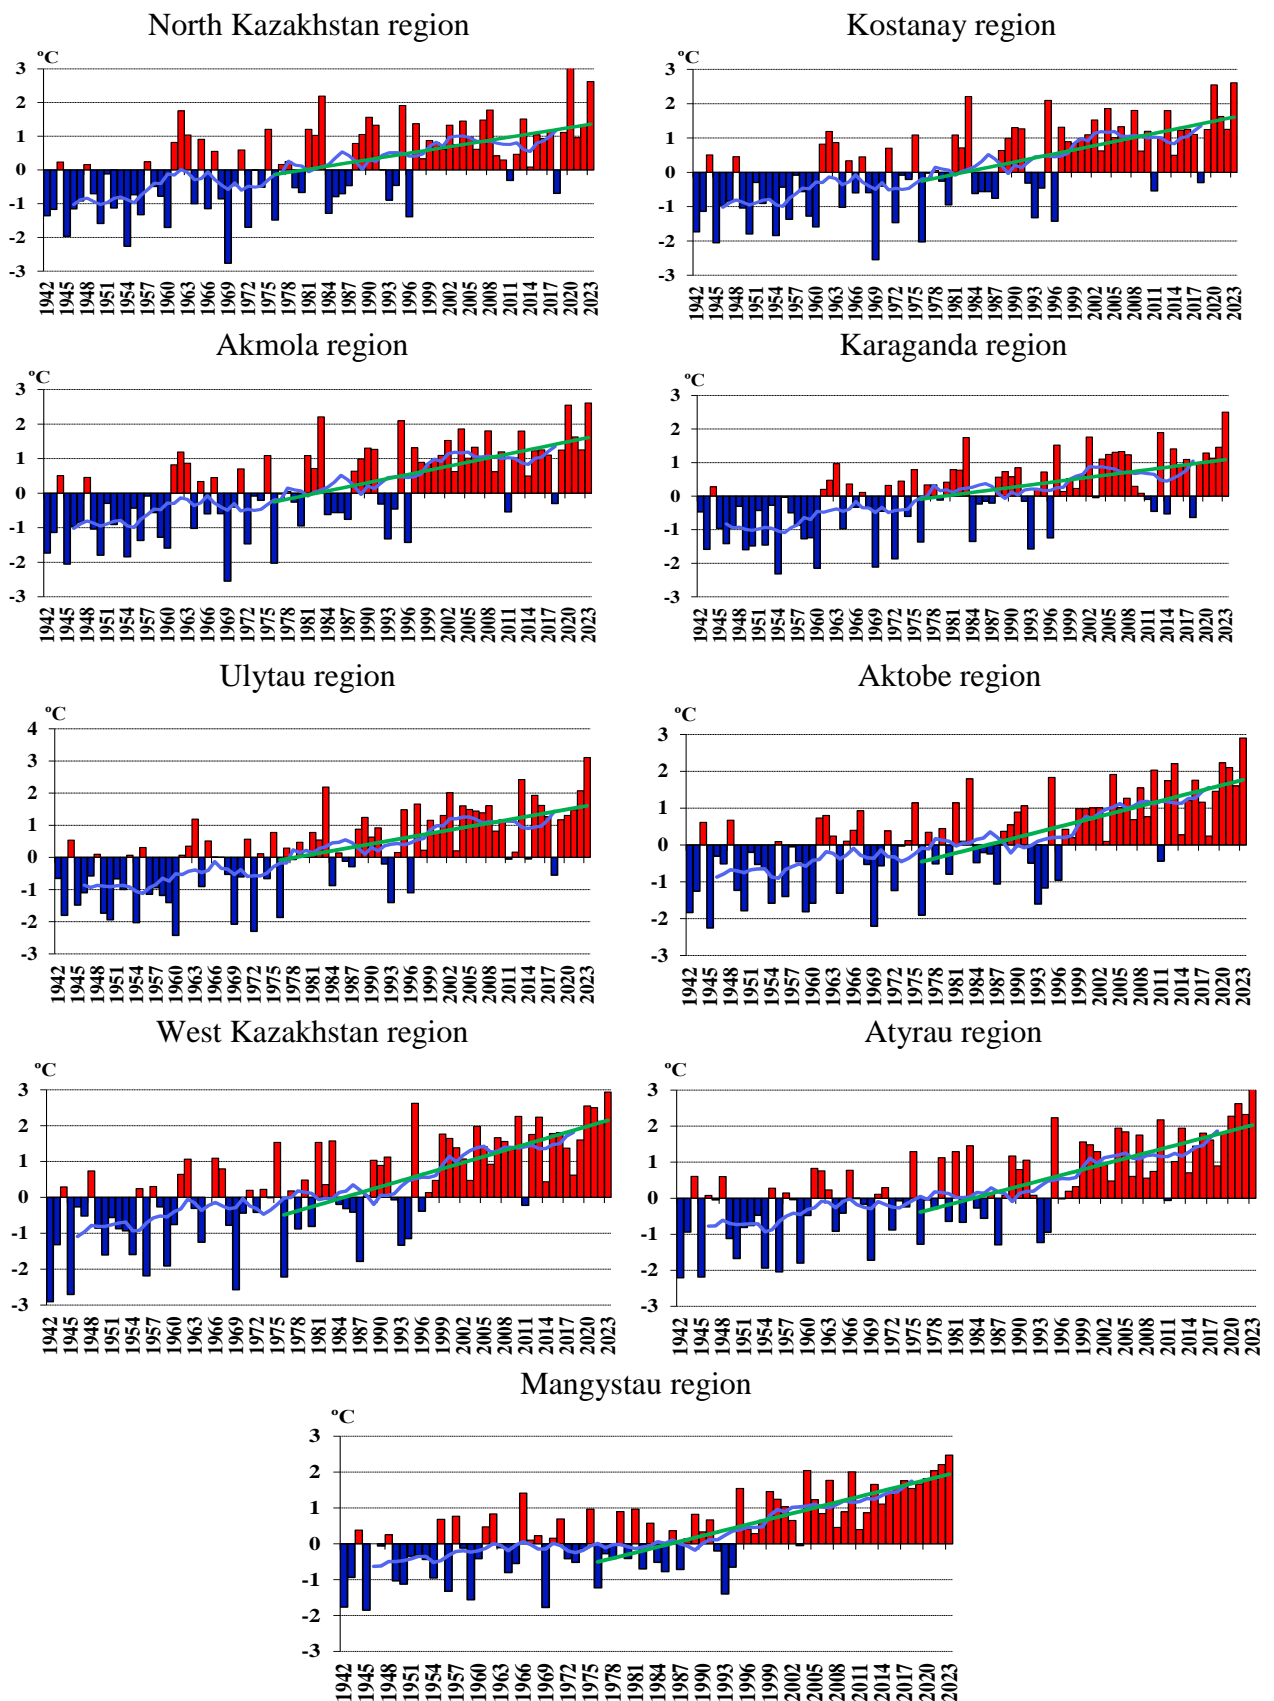 North Kazakhstan region
Kostanay region
ºC
3
2
1
0
-1
-2
-3
1942 1945 1948 1951 1954 1957 1960 1963 1966 1969 1972 1975 1978 1981 1984 1987 1990 1993 1996 1999 2002 2005 2008 2011 2014 2017 2020 2023
ºC
3
2
1
0
-1
-2
-3
1942 1945 1948 1951 1954 1957 1960 1963 1966 1969 1972 1975 1978 1981 1984 1987 1990 1993 1996 1999 2002 2005 2008 2011 2014 2017 2020 2023
Akmola region
Karaganda region
ºC
3
2
1
0
-1
-2
-3
1942 1945 1948 1951 1954 1957 1960 1963 1966 1969 1972 1975 1978 1981 1984 1987 1990 1993 1996 1999 2002 2005 2008 2011 2014 2017 2020 2023
ºC
3
2
1
0
-1
-2
-3
1942 1945 1948 1951 1954 1957 1960 1963 1966 1969 1972 1975 1978 1981 1984 1987 1990 1993 1996 1999 2002 2005 2008 2011 2014 2017 2020 2023
Ulytau region
Aktobe region
ºC
4
3
2
1
0
-1
-2
-3
1942 1945 1948 1951 1954 1957 1960 1963 1966 1969 1972 1975 1978 1981 1984 1987 1990 1993 1996 1999 2002 2005 2008 2011 2014 2017 2020 2023
ºC
3
2
1
0
-1
-2
-3
1942 1945 1948 1951 1954 1957 1960 1963 1966 1969 1972 1975 1978 1981 1984 1987 1990 1993 1996 1999 2002 2005 2008 2011 2014 2017 2020 2023
West Kazakhstan region
Atyrau region
ºC
3
2
1
0
-1
-2
-3
1942 1945 1948 1951 1954 1957 1960 1963 1966 1969 1972 1975 1978 1981 1984 1987 1990 1993 1996 1999 2002 2005 2008 2011 2014 2017 2020 2023
ºC
3
2
1
0
-1
-2
-3
1942 1945 1948 1951 1954 1957 1960 1963 1966 1969 1972 1975 1978 1981 1984 1987 1990 1993 1996 1999 2002 2005 2008 2011 2014 2017 2020 2023
Mangystau region
ºC
3
2
1
0
-1
-2
-3
1942 1945 1948 1951 1954 1957 1960 1963 1966 1969 1972 1975 1978 1981 1984 1987 1990 1993 1996 1999 2002 2005 2008 2011 2014 2017 2020 2023